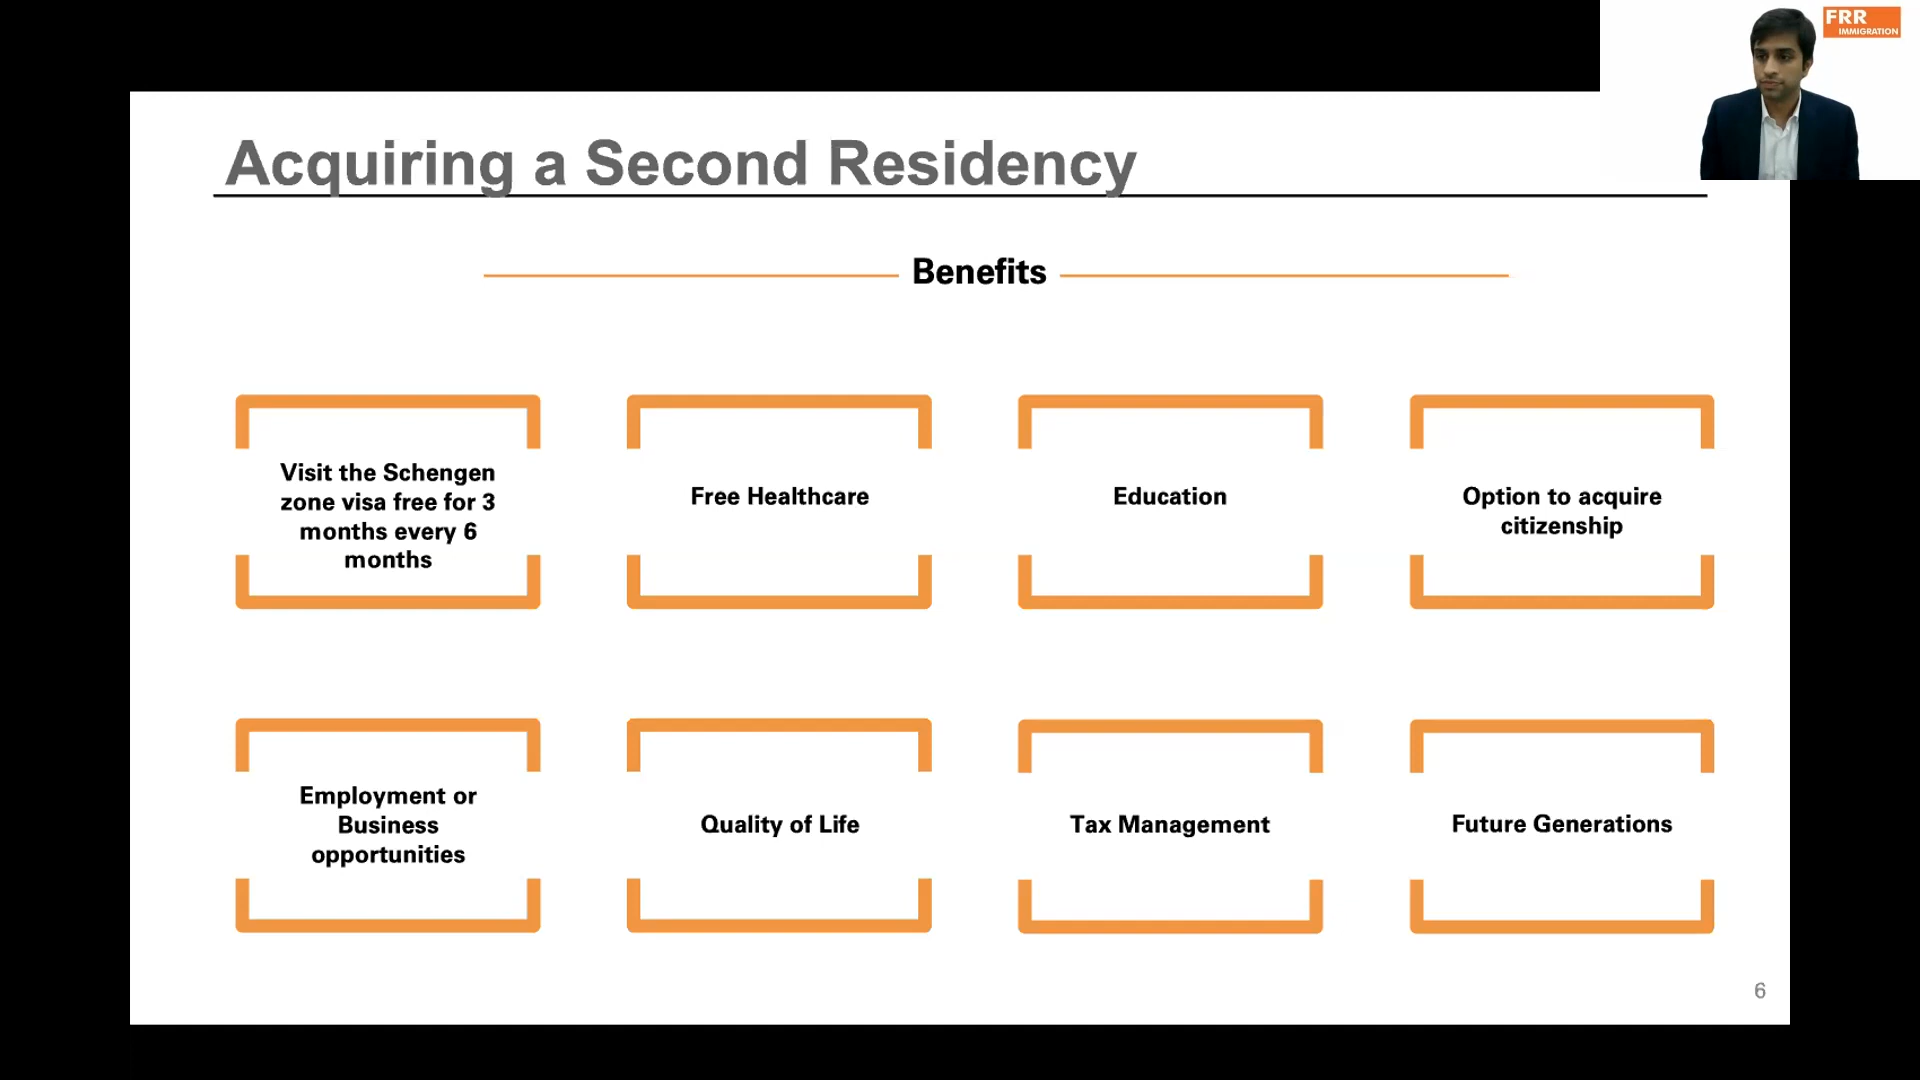 FRR
IMMIGRATION
Acquiring a Second Residency
Benefits
Visit the Schengen
zone visa free for 3
months every 6
months
Free Healthcare
Education
Option to acquire
citizenship
Employment or
Business
opportunities
Quality of Life
Tax Management
Future Generations
6